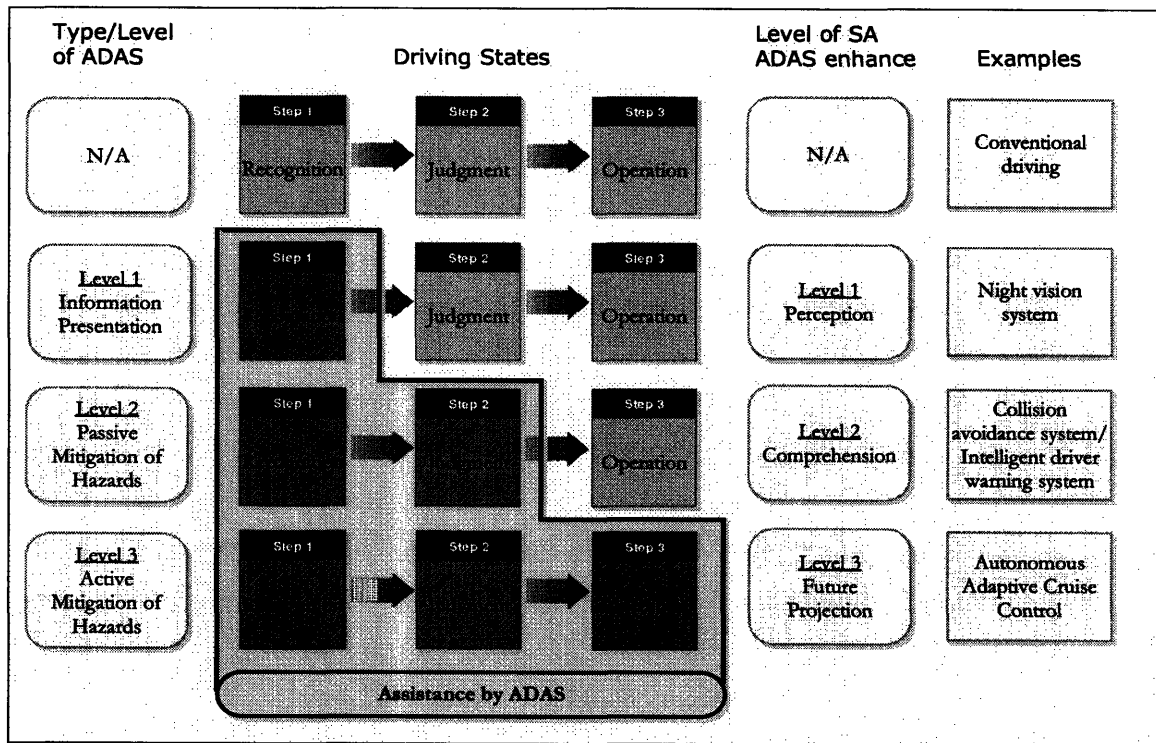 Type/Level
of ADAS
Driving States
Level of SA
ADAS enhance
Examples
N/A
Step 1
Recognition
Step 2
Judgment
Step 3
Operation
N/A
Conventional
driving
Level 1
Information
Presentation
Step 1
Step 2
Judgment
Step 3
Operation
Level 1
Perception
Night vision
system
Level 2
Passive
Mitigation of
Hazards
Step 1
Step 2
Step 3
Operation
Level 2
Comprehension
Collision
avoidance system/
Intelligent driver
warning system
Level 3
Active
Mitigation of
Hazards
Step 1
Step 2
Step 3
Level 3
Future
Projection
Autonomous
Adaptive Cruise
Control
Assistance by ADAS